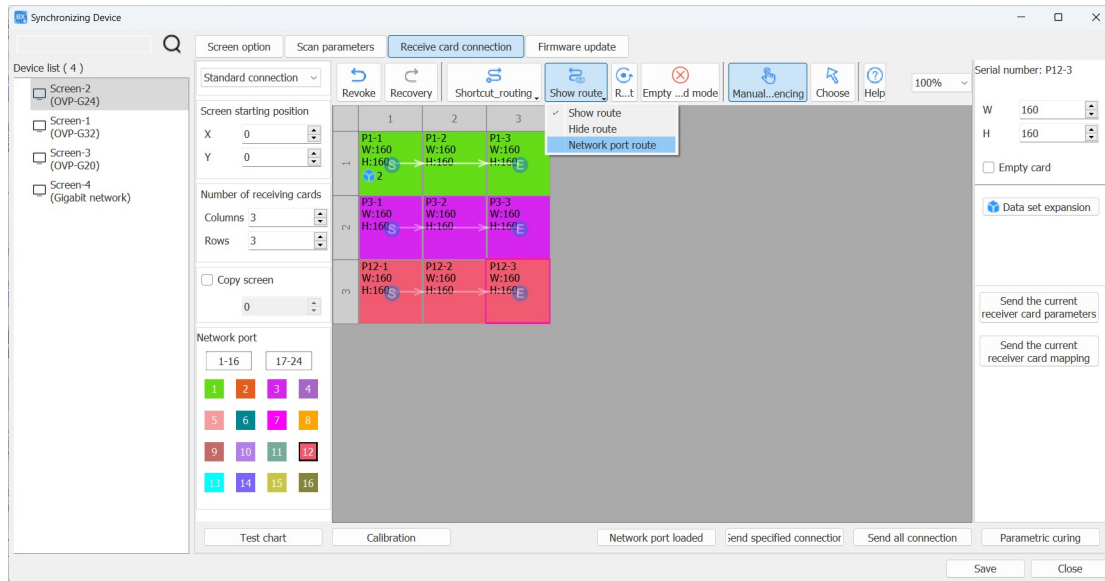 BX Synchronizing Device
Screen option Scan parameters Receive card connection Firmware update
Device list ( 4 )
Screen-2
(OVP-G24)
Screen-1
(OVP-G32)
Screen-3
(OVP-G20)
Screen-4
(Gigabit network)
Standard connection
Screen starting position
X 0
Y 0
Number of receiving cards
Columns 3
Rows 3
Copy screen
0
Network port
1-16 17-24
1 2 3 4
5 6 7 8
9 10 11 12
13 14 15 16
Revoke Recovery Shortcut_routing Show route R...t Empty ...d mode Manual...encing Choose Help 100%
Show route
Hide route
Network port route
1 2 3
1
P1-1 P1-2 P1-3
W:160 W:160 W:160
H:160 H:160 H:160
S E
2
2
P3-1 P3-2 P3-3
W:160 W:160 W:160
H:160 H:160 H:160
S E
3
P12-1 P12-2 P12-3
W:160 W:160 W:160
H:160 H:160 H:160
S E
Serial number: P12-3
W 160
H 160
Empty card
Data set expansion
Send the current
receiver card parameters
Send the current
receiver card mapping
Test chart Calibration Network port loaded specified Send all connection Parametric curing
Save Close